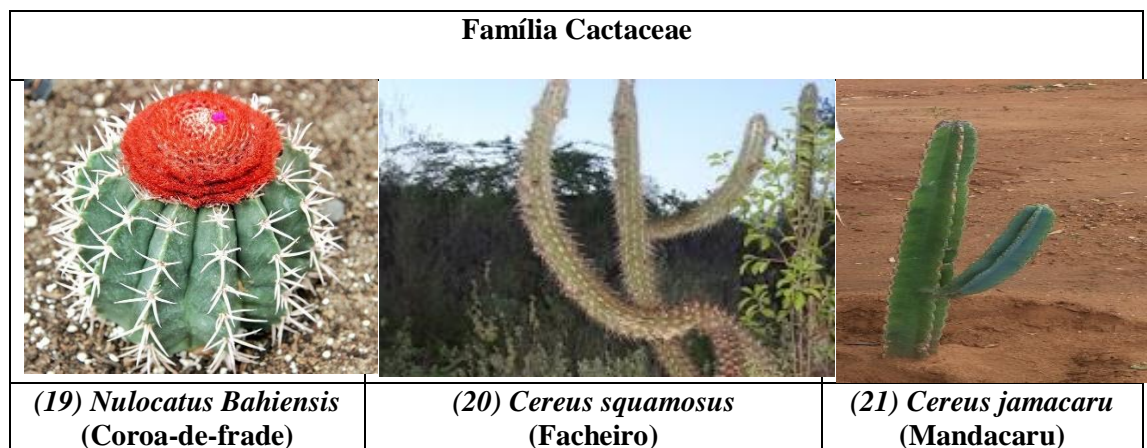 Família Cactaceae
(19) Nulocatus Bahiensis
(Coroa-de-frade)
(20) Cereus squamosus
(Facheiro)
(21) Cereus jamacaru
(Mandacaru)